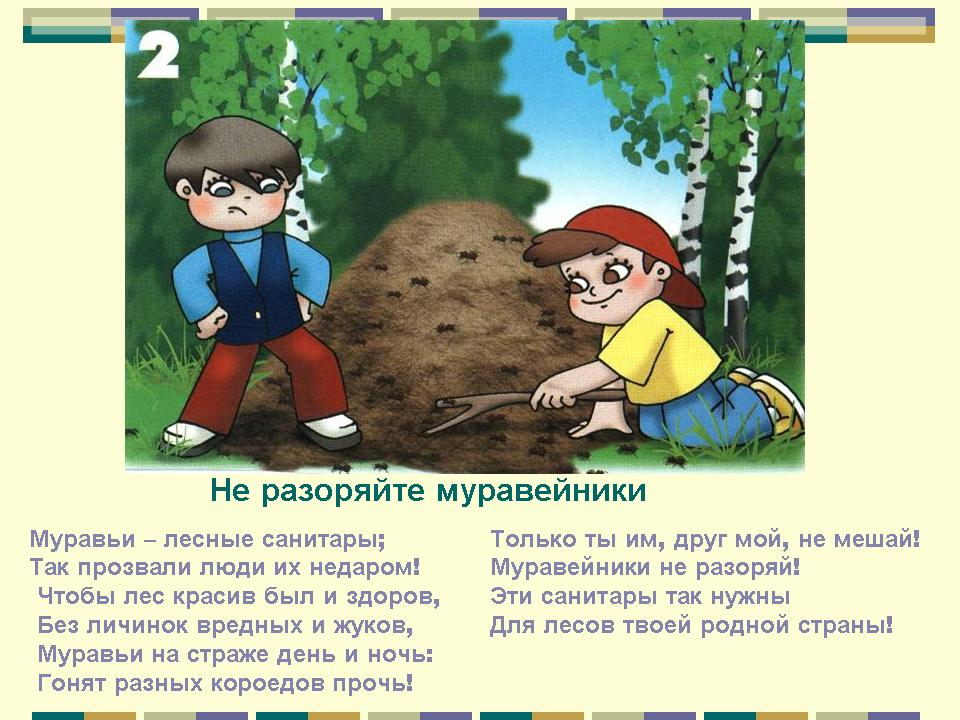 2
Не разоряйте муравейники
Муравьи – лесные санитары;
Так прозвали люди их недаром!
Чтобы лес красив был и здоров,
Без личинок вредных и жуков,
Муравьи на страже день и ночь:
Гонят разных короедов прочь!
Только ты им, друг мой, не мешай!
Муравейники не разоряй!
Эти санитары так нужны
Для лесов твоей родной страны!